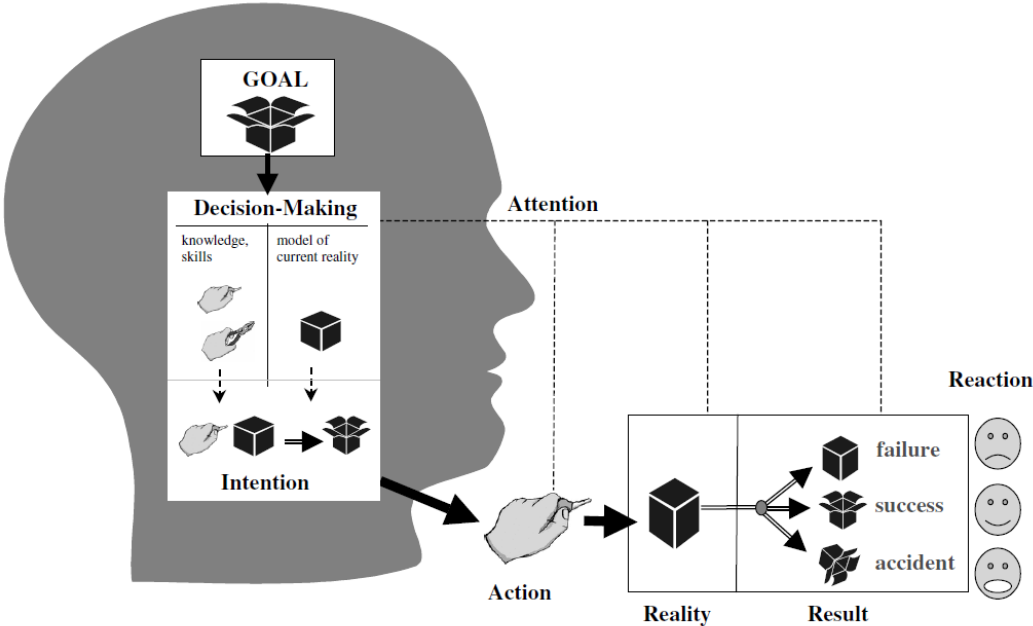 GOAL
Decision-Making
knowledge,
skills
model of
current reality
Intention
Attention
Action
Reality
Result
failure
success
accident
Reaction